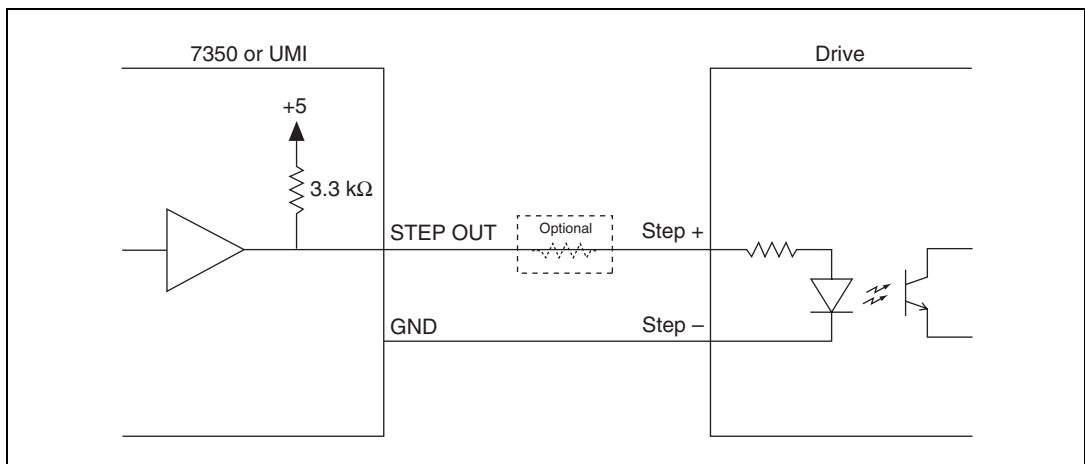 7350 or UMI
Drive
+5
3.3 kΩ
STEP OUT
Optional
Step +
GND
Step –